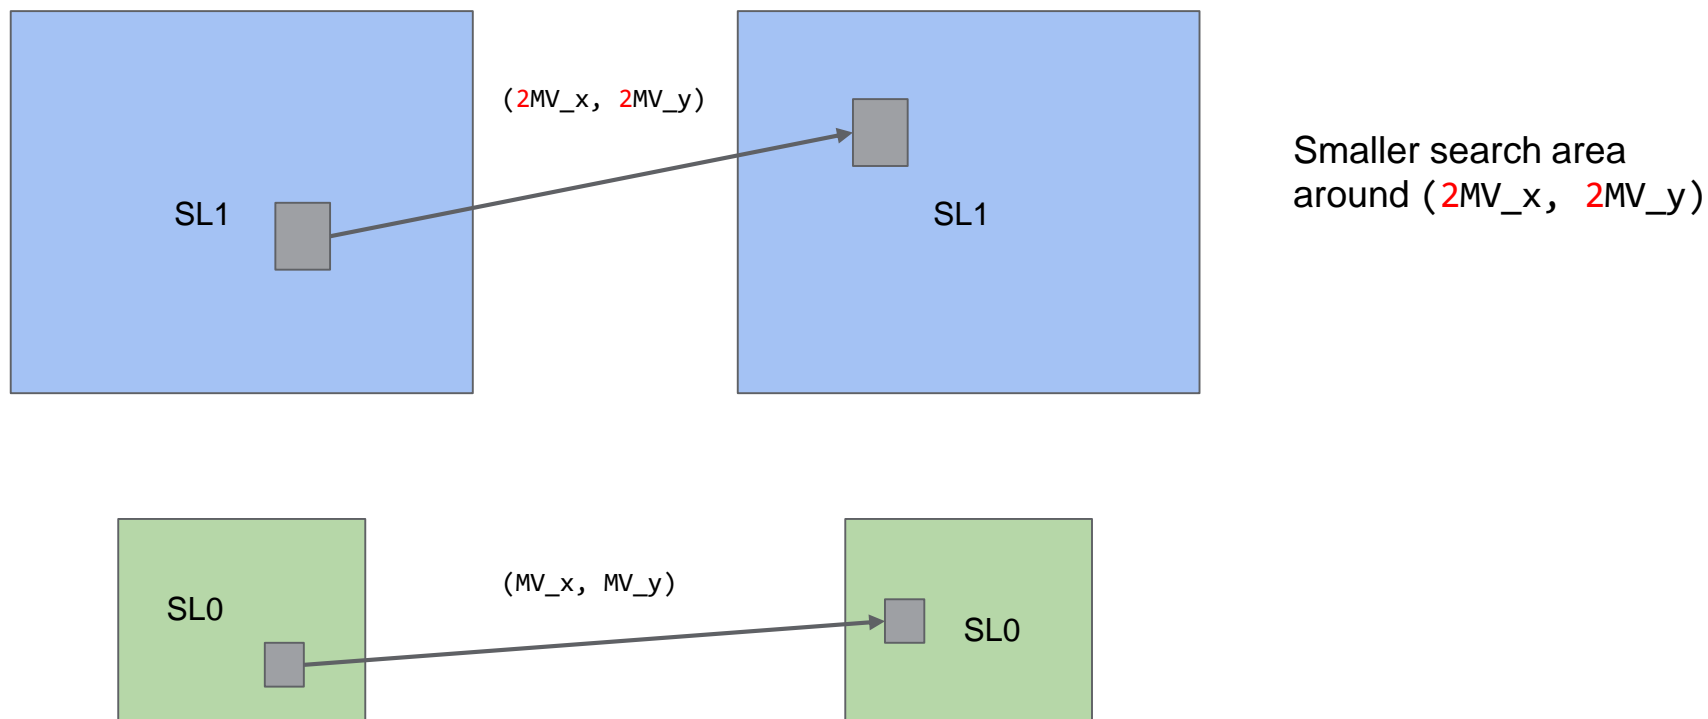 (2MV_x, 2MV_y)
SL1
SL1
Smaller search area
around (2MV_x, 2MV_y)
(MV_x, MV_y)
SL0
SL0